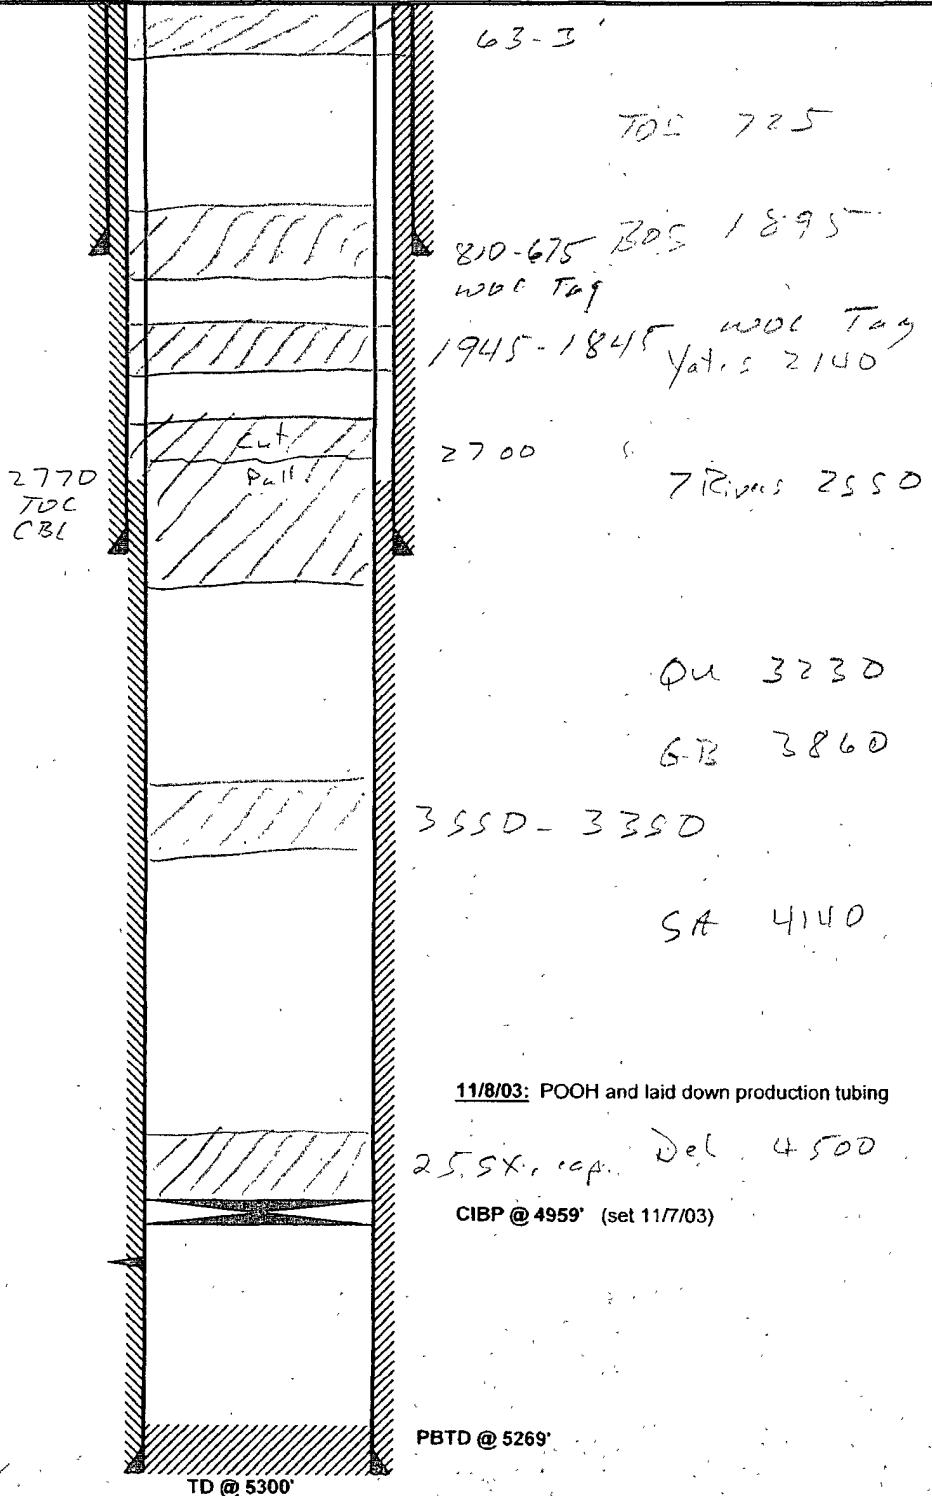 63-3'
TOS 725
810-675 BOS 1895
WOC Tag
1945-1845 WOC Tag
Yates 2140
Cut
Pull
2700
2770
TOC
CBL
7 Rivers 2550
Qu 3230
GB 3860
3550-3350
SA 4140
11/8/03: POOH and laid down production tubing
25 sx. cap. Del 4500
CIBP @ 4959' (set 11/7/03)
PBTD @ 5269'
TD @ 5300'